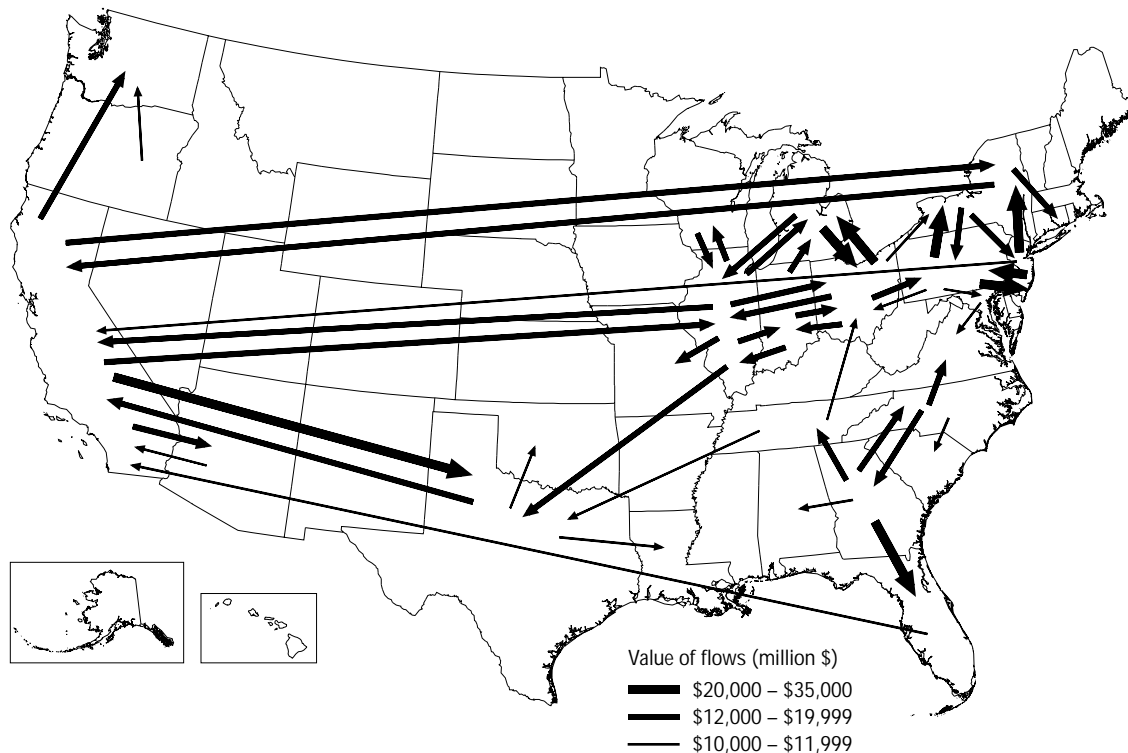 Value of flows (million $)
$20,000 – $35,000
$12,000 – $19,999
$10,000 – $11,999